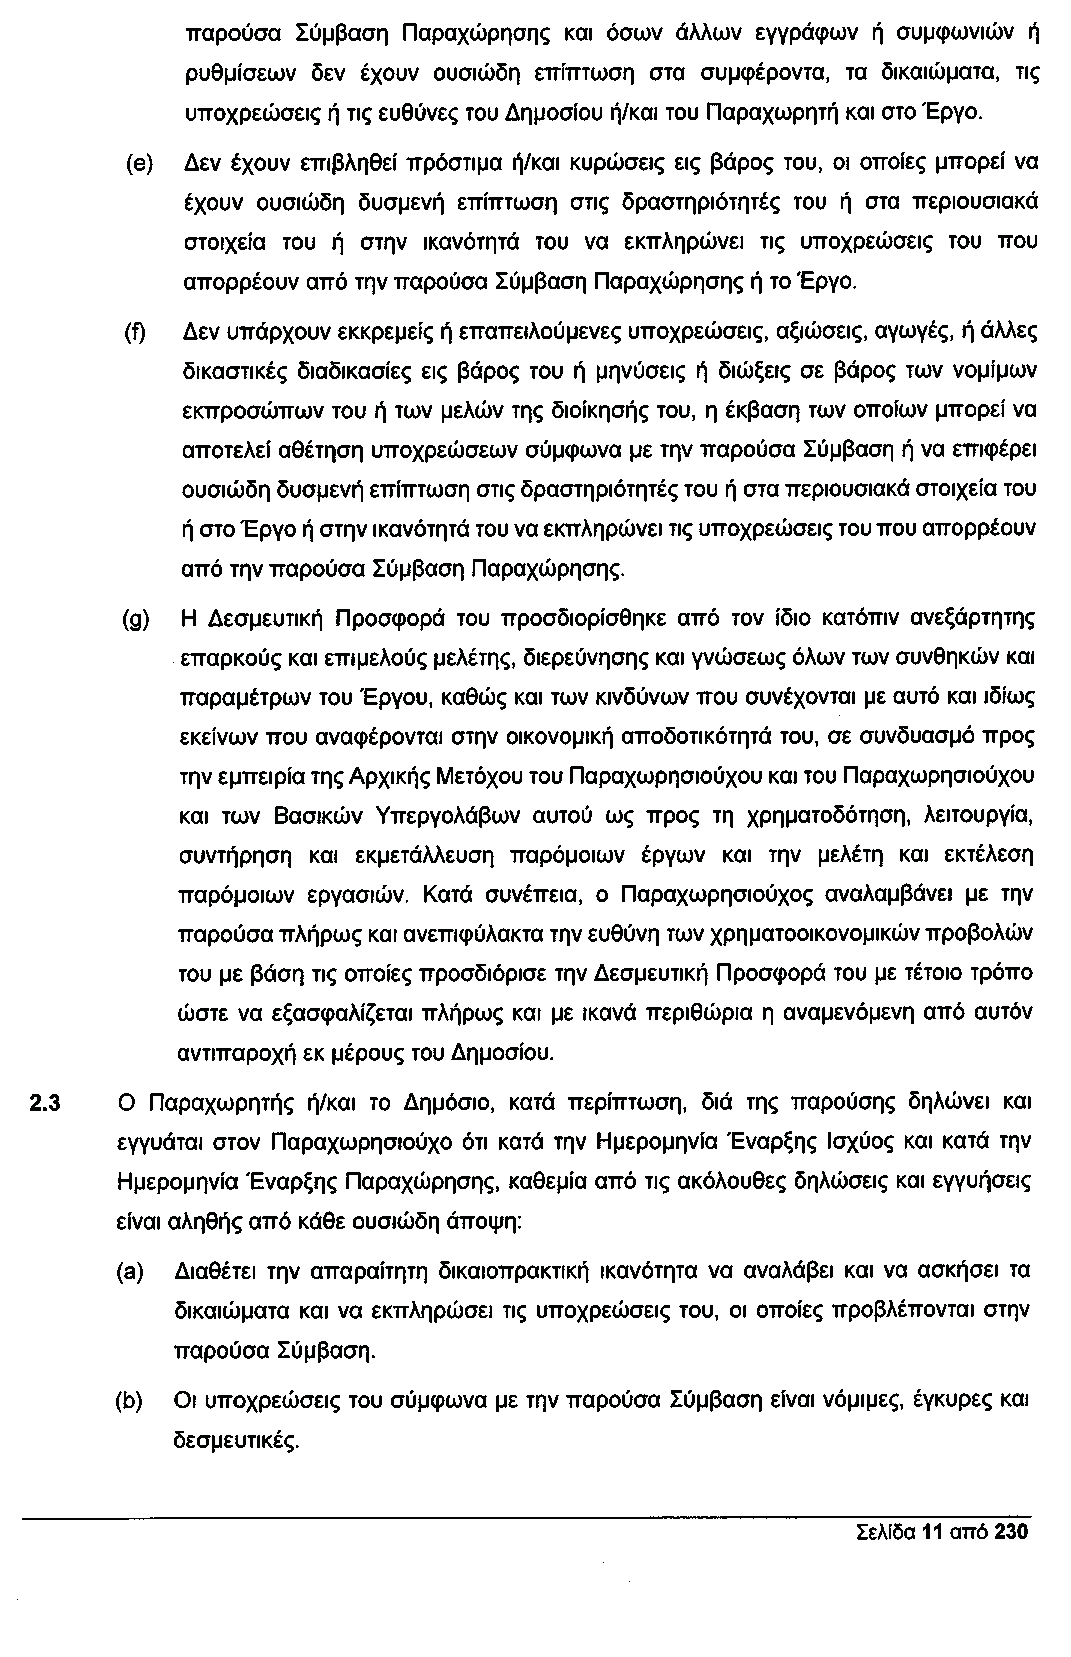 παρούσα Σύμβαση Παραχώρησης και όσων άλλων εγγράφων ή συμφωνιών ή
ρυθμίσεων δεν έχουν ουσιώδη επίπτωση στα συμφέροντα, τα δικαιώματα, τις
υποχρεώσεις ή τις ευθύνες του Δημοσίου ή/και του Παραχωρητή και στο Έργο.
(e) Δεν έχουν επιβληθεί πρόστιμα ή/και κυρώσεις εις βάρος του, οι οποίες μπορεί να
έχουν ουσιώδη δυσμενή επίπτωση στις δραστηριότητές του ή στα περιουσιακά
στοιχεία του ή στην ικανότητά του να εκπληρώνει τις υποχρεώσεις του που
απορρέουν από την παρούσα Σύμβαση Παραχώρησης ή το Έργο.
(f) Δεν υπάρχουν εκκρεμείς ή επαπειλούμενες υποχρεώσεις, αξιώσεις, αγωγές, ή άλλες
δικαστικές διαδικασίες εις βάρος του ή μηνύσεις ή διώξεις σε βάρος των νομίμων
εκπροσώπων του ή των μελών της διοίκησής του, η έκβαση των οποίων μπορεί να
αποτελεί αθέτηση υποχρεώσεων σύμφωνα με την παρούσα Σύμβαση ή να επιφέρει
ουσιώδη δυσμενή επίπτωση στις δραστηριότητές του ή στα περιουσιακά στοιχεία του
ή στο Έργο ή στην ικανότητά του να εκπληρώνει τις υποχρεώσεις του που απορρέουν
από την παρούσα Σύμβαση Παραχώρησης.
(g) Η Δεσμευτική Προσφορά του προσδιορίσθηκε από τον ίδιο κατόπιν ανεξάρτητης
επαρκούς και επιμελούς μελέτης, διερεύνησης και γνώσεως όλων των συνθηκών και
παραμέτρων του Έργου, καθώς και των κινδύνων που συνέχονται με αυτό και ιδίως
εκείνων που αναφέρονται στην οικονομική αποδοτικότητά του, σε συνδυασμό προς
την εμπειρία της Αρχικής Μετόχου του Παραχωρησιούχου και του Παραχωρησιούχου
και των Βασικών Υπεργολάβων αυτού ως προς τη χρηματοδότηση, λειτουργία,
συντήρηση και εκμετάλλευση παρόμοιων έργων και την μελέτη και εκτέλεση
παρόμοιων εργασιών. Κατά συνέπεια, ο Παραχωρησιούχος αναλαμβάνει με την
παρούσα πλήρως και ανεπιφύλακτα την ευθύνη των χρηματοοικονομικών προβολών
του με βάση τις οποίες προσδιόρισε την Δεσμευτική Προσφορά του με τέτοιο τρόπο
ώστε να εξασφαλίζεται πλήρως και με ικανά περιθώρια η αναμενόμενη από αυτόν
αντιπαροχή εκ μέρους του Δημοσίου.
2.3 Ο Παραχωρητής ή/και το Δημόσιο, κατά περίπτωση, διά της παρούσης δηλώνει και
εγγυάται στον Παραχωρησιούχο ότι κατά την Ημερομηνία Έναρξης Ισχύος και κατά την
Ημερομηνία Έναρξης Παραχώρησης, καθεμία από τις ακόλουθες δηλώσεις και εγγυήσεις
είναι αληθής από κάθε ουσιώδη άποψη:
(a) Διαθέτει την απαραίτητη δικαιοπρακτική ικανότητα να αναλάβει και να ασκήσει τα
δικαιώματα και να εκπληρώσει τις υποχρεώσεις του, οι οποίες προβλέπονται στην
παρούσα Σύμβαση.
(b) Οι υποχρεώσεις του σύμφωνα με την παρούσα Σύμβαση είναι νόμιμες, έγκυρες και
δεσμευτικές.
Σελίδα 11 από 230